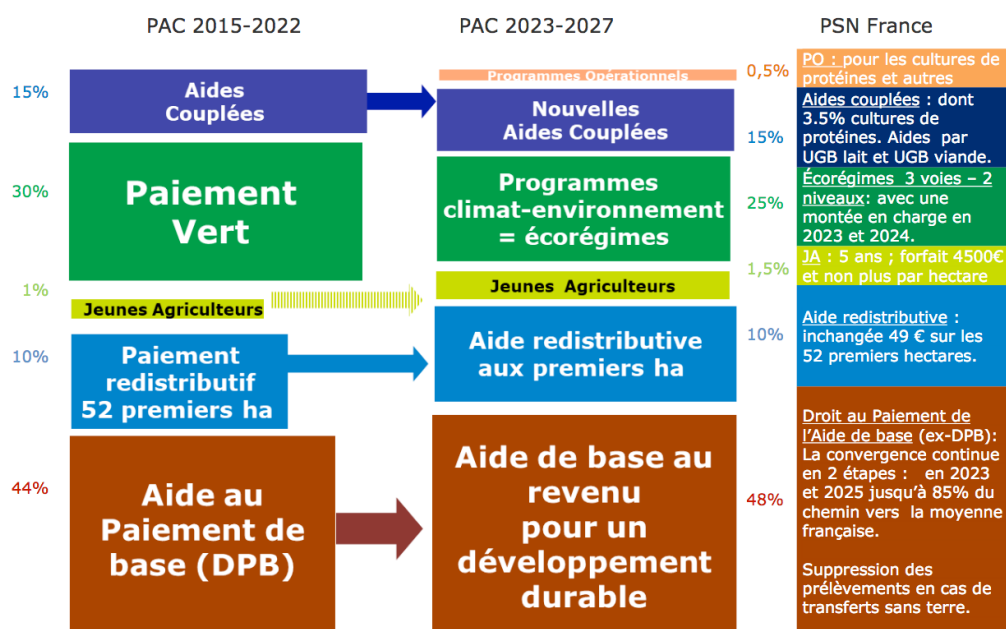 PAC 2015-2022
PAC 2023-2027
PSN France
15%
Aides
Couplées
30%
Paiement
Vert
1%
Jeunes Agriculteurs
10%
Paiement
redistributif
52 premiers ha
44%
Aide au
Paiement de
base (DPB)
Programmes Opérationnels
0,5%
Nouvelles
Aides Couplées
15%
Programmes
climat-environnement
= écorégimes
25%
Jeunes Agriculteurs
1,5%
Aide redistributive
aux premiers ha
10%
Aide de base au
revenu
pour un
développement
durable
48%
PO : pour les cultures de
protéines et autres
Aides couplées : dont
3.5% cultures de
protéines. Aides par
UGB lait et UGB viande.
Écorégimes 3 voies – 2
niveaux: avec une
montée en charge en
2023 et 2024.
JA : 5 ans ; forfait 4500€
et non plus par hectare
Aide redistributive :
inchangée 49 € sur les
52 premiers hectares.
Droit au Paiement de
l'Aide de base (ex-DPB):
La convergence continue
en 2 étapes : en 2023
et 2025 jusqu'à 85% du
chemin vers la moyenne
française.
Suppression des
prélèvements en cas de
transferts sans terre.